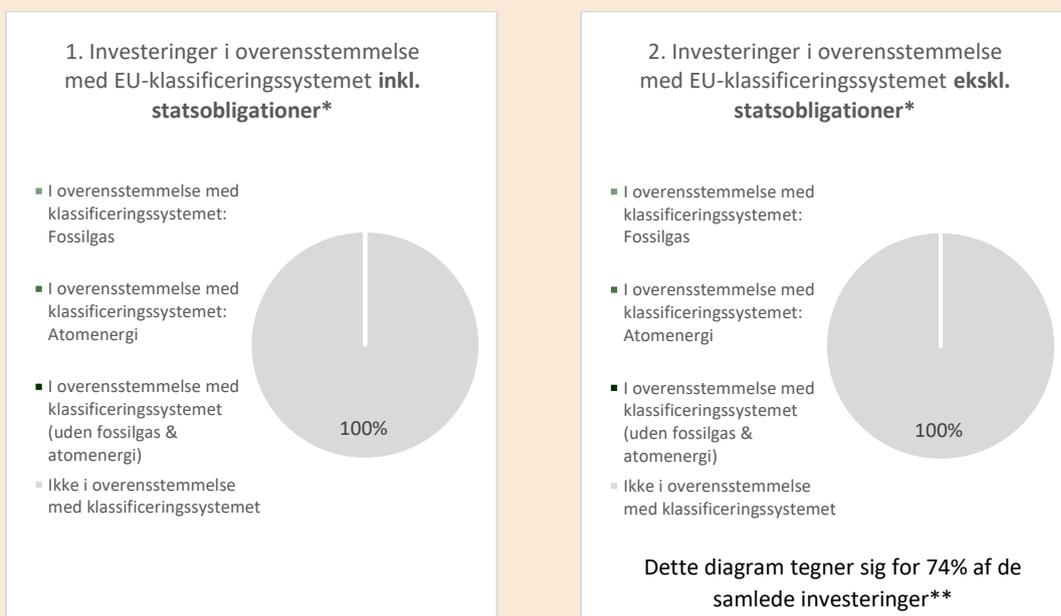 1. Investeringer i overensstemmelse
med EU-klassificeringssystemet inkl.
statsobligationer*
I overensstemmelse med
klassificeringssystemet:
Fossilgas
I overensstemmelse med
klassificeringssystemet:
Atomenergi
I overensstemmelse med
klassificeringssystemet
(uden fossilgas &
atomenergi)
Ikke i overensstemmelse
med klassificeringssystemet
100%
2. Investeringer i overensstemmelse
med EU-klassificeringssystemet ekskl.
statsobligationer*
I overensstemmelse med
klassificeringssystemet:
Fossilgas
I overensstemmelse med
klassificeringssystemet:
Atomenergi
I overensstemmelse med
klassificeringssystemet
(uden fossilgas &
atomenergi)
Ikke i overensstemmelse
med klassificeringssystemet
100%
Dette diagram tegner sig for 74% af de
samlede investeringer**